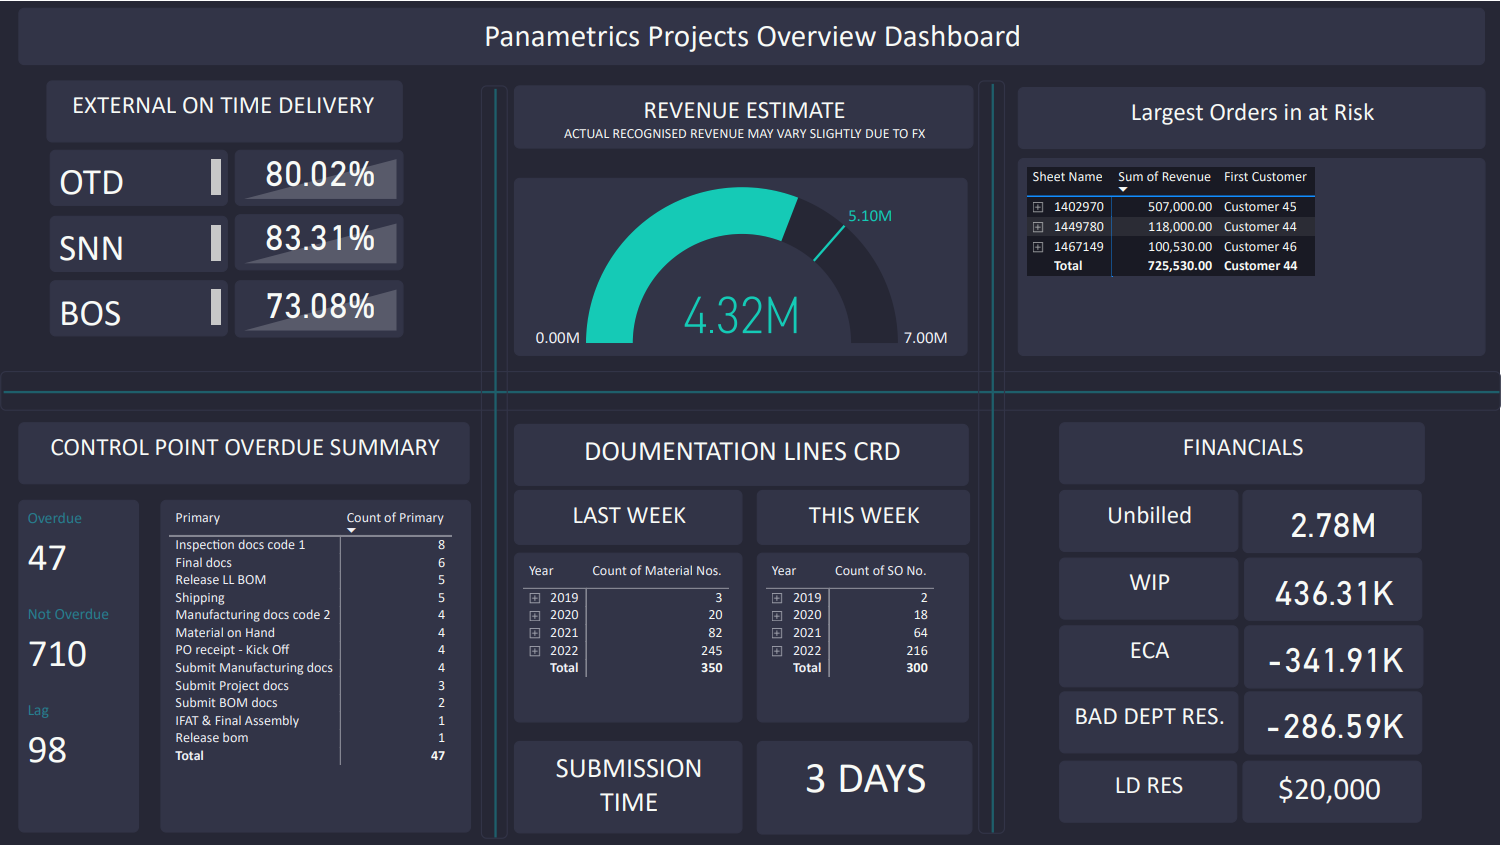 Panametrics Projects Overview Dashboard
EXTERNAL ON TIME DELIVERY
OTD 80.02%
SNN 83.31%
BOS 73.08%
REVENUE ESTIMATE
ACTUAL RECOGNISED REVENUE MAY VARY SLIGHTLY DUE TO FX
5.10M
4.32M
0.00M
7.00M
Largest Orders in at Risk
Sheet Name Sum of Revenue First Customer
1402970 507,000.00 Customer 45
1449780 118,000.00 Customer 44
1467149 100,530.00 Customer 46
Total 725,530.00 Customer 44
CONTROL POINT OVERDUE SUMMARY
Overdue
47
Not Overdue
710
Lag
98
Primary Count of Primary
Inspection docs code 1 8
Final docs 6
Release LL BOM 5
Shipping 5
Manufacturing docs code 2 4
Material on Hand 4
PO receipt - Kick Off 4
Submit Manufacturing docs 4
Submit Project docs 3
Submit BOM docs 2
IFAT & Final Assembly 1
Release bom 1
Total 47
DOUMENTATION LINES CRD
LAST WEEK
Year Count of Material Nos.
2019 3
2020 20
2021 82
2022 245
Total 350
THIS WEEK
Year Count of SO No.
2019 2
2020 18
2021 64
2022 216
Total 300
SUBMISSION
TIME
3 DAYS
FINANCIALS
Unbilled 2.78M
WIP 436.31K
ECA -341.91K
BAD DEPT RES. -286.59K
LD RES $20,000